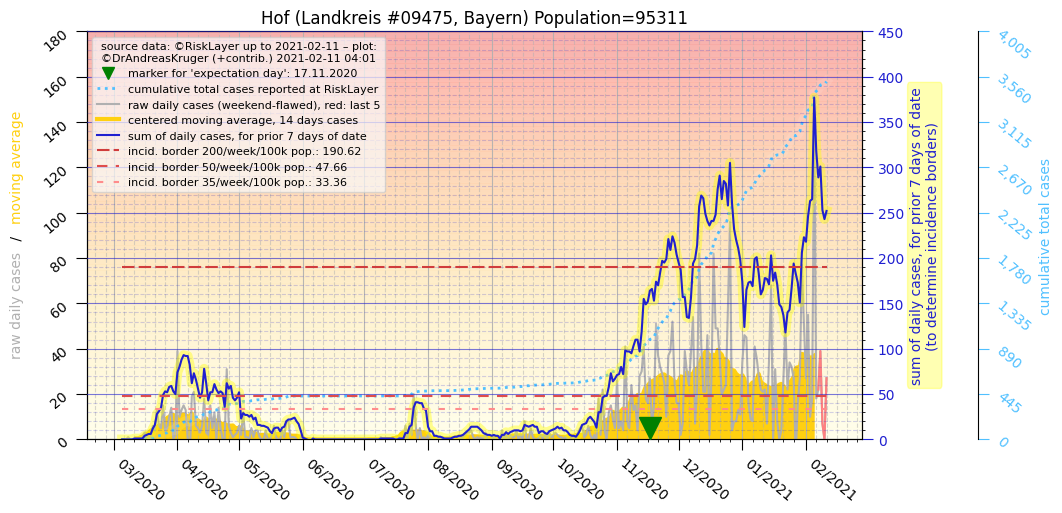 Hof (Landkreis #09475, Bayern) Population=95311
source data: ©RiskLayer up to 2021-02-11 – plot:
©DrAndreasKruger (+contrib.) 2021-02-11 04:01
marker for 'expectation day': 17.11.2020
cumulative total cases reported at RiskLayer
raw daily cases (weekend-flawed), red: last 5
centered moving average, 14 days cases
sum of daily cases, for prior 7 days of date
incid. border 200/week/100k pop.: 190.62
incid. border 50/week/100k pop.: 47.66
incid. border 35/week/100k pop.: 33.36
raw daily cases / moving average
180
160
140
120
100
80
60
40
20
0
03/2020
04/2020
05/2020
06/2020
07/2020
08/2020
09/2020
10/2020
11/2020
12/2020
01/2021
02/2021
450
400
350
300
250
200
150
100
50
0
sum of daily cases, for prior 7 days of date
(to determine incidence borders)
4,005
3,560
3,115
2,670
2,225
1,780
1,335
890
445
0
cumulative total cases